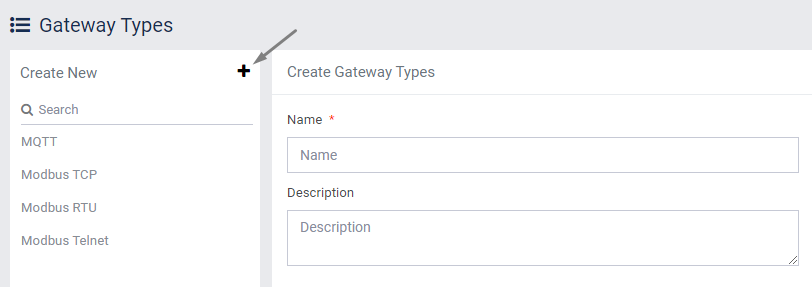 Gateway Types
Create New
Search
MQTT
Modbus TCP
Modbus RTU
Modbus Telnet
Create Gateway Types
Name *
Name
Description
Description